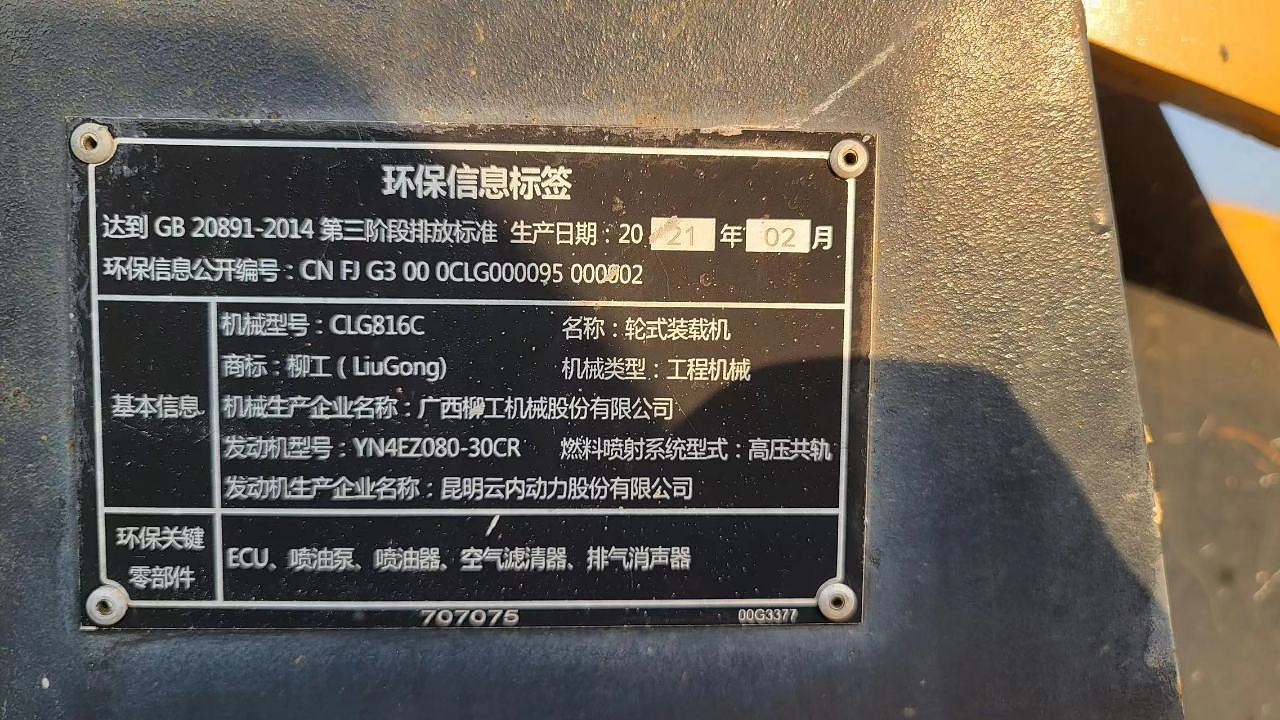 环保信息标签
达到 GB 20891-2014 第三阶段排放标准 生产日期：20 21 年 02 月
环保信息公开编号：CN FJ G3 00 0CLG000095 000002
机械型号：CLG816C 名称：轮式装载机
商标：柳工（LiuGong) 机械类型：工程机械
基本信息 机械生产企业名称：广西柳工机械股份有限公司
发动机型号：YN4EZ080-30CR 燃料喷射系统型式：高压共轨
发动机生产企业名称：昆明云内动力股份有限公司
环保关键
零部件
ECU、喷油泵、喷油器、空气滤清器、排气消声器
707075 00G3377